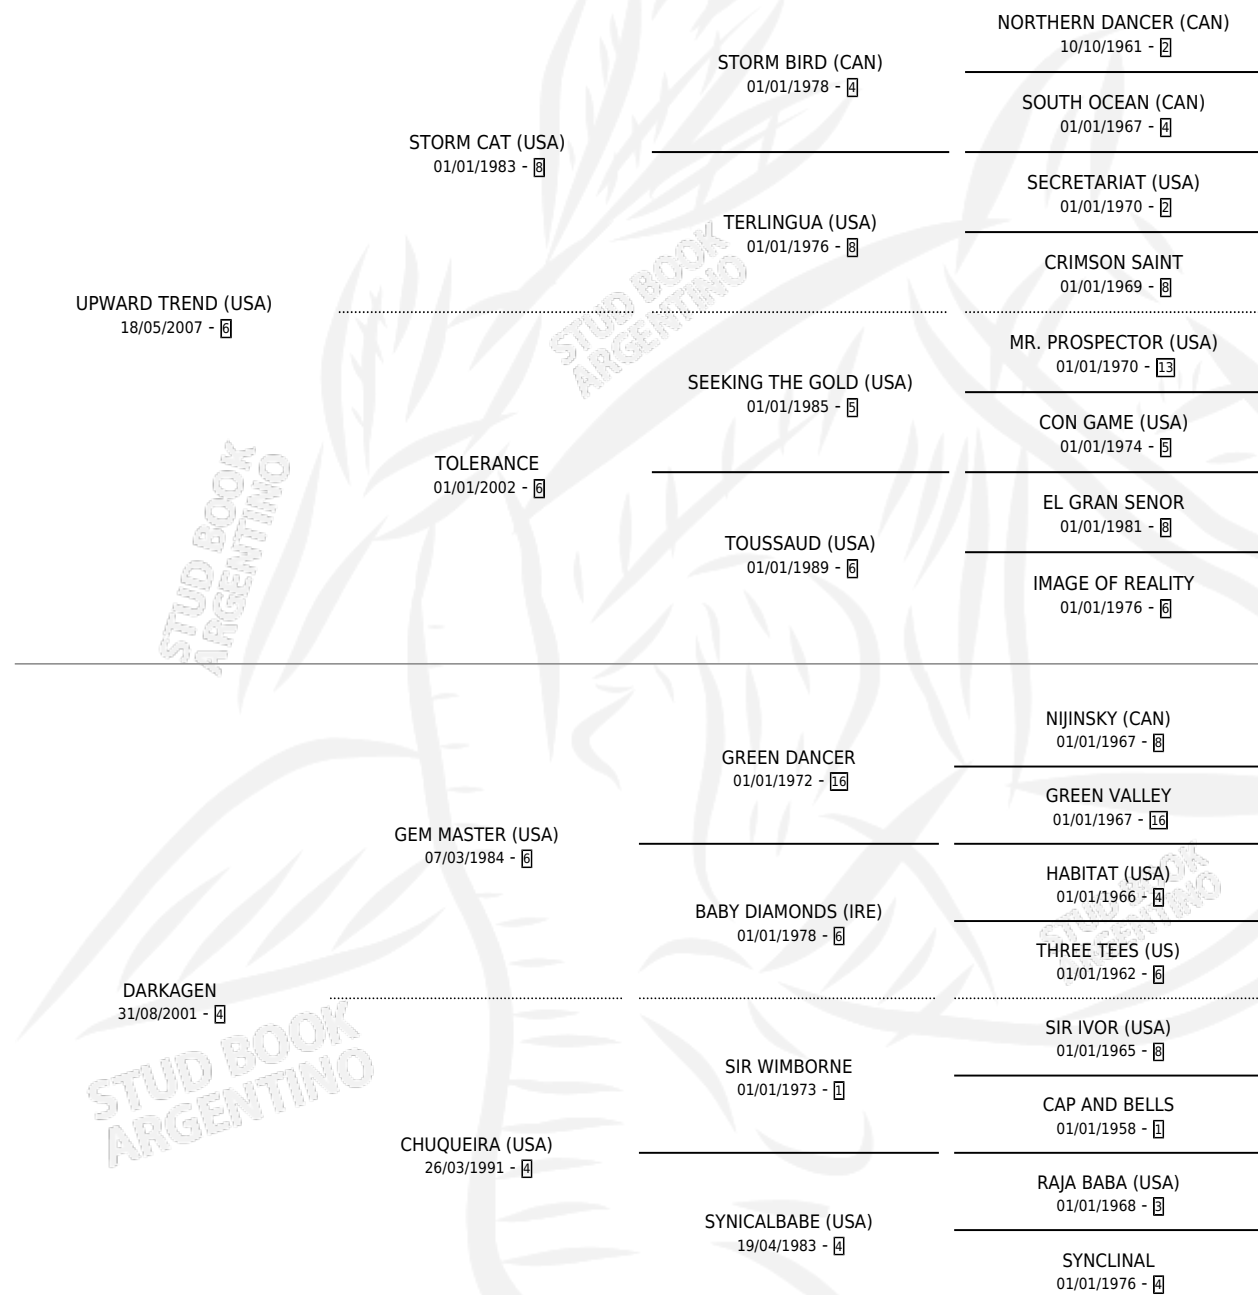 NORTHERN DANCER (CAN)
10/10/1961 - 2
STORM BIRD (CAN)
01/01/1978 - 4
SOUTH OCEAN (CAN)
01/01/1967 - 4
STORM CAT (USA)
01/01/1983 - 8
SECRETARIAT (USA)
01/01/1970 - 2
TERLINGUA (USA)
01/01/1976 - 8
CRIMSON SAINT
01/01/1969 - 8
UPWARD TREND (USA)
18/05/2007 - 6
STUD BOOK
ARGENTINO
MR. PROSPECTOR (USA)
01/01/1970 - 13
SEEKING THE GOLD (USA)
01/01/1985 - 5
CON GAME (USA)
01/01/1974 - 5
TOLERANCE
01/01/2002 - 6
EL GRAN SENOR
01/01/1981 - 8
TOUSSAUD (USA)
01/01/1989 - 6
IMAGE OF REALITY
01/01/1976 - 6
STUD BOOK
ARGENTINO
NIJINSKY (CAN)
01/01/1967 - 8
GREEN DANCER
01/01/1972 - 16
GREEN VALLEY
01/01/1967 - 16
GEM MASTER (USA)
07/03/1984 - 6
HABITAT (USA)
01/01/1966 - 4
BABY DIAMONDS (IRE)
01/01/1978 - 6
THREE TEES (US)
01/01/1962 - 6
STUD BOOK
ARGENTINO
DARKAGEN
31/08/2001 - 4
SIR IVOR (USA)
01/01/1965 - 8
SIR WIMBORNE
01/01/1973 - 1
CAP AND BELLS
01/01/1958 - 1
STUD BOOK
ARGENTINO
CHUQUEIRA (USA)
26/03/1991 - 4
RAJA BABA (USA)
01/01/1968 - 3
SYNICALBABE (USA)
19/04/1983 - 4
SYNCLINAL
01/01/1976 - 4